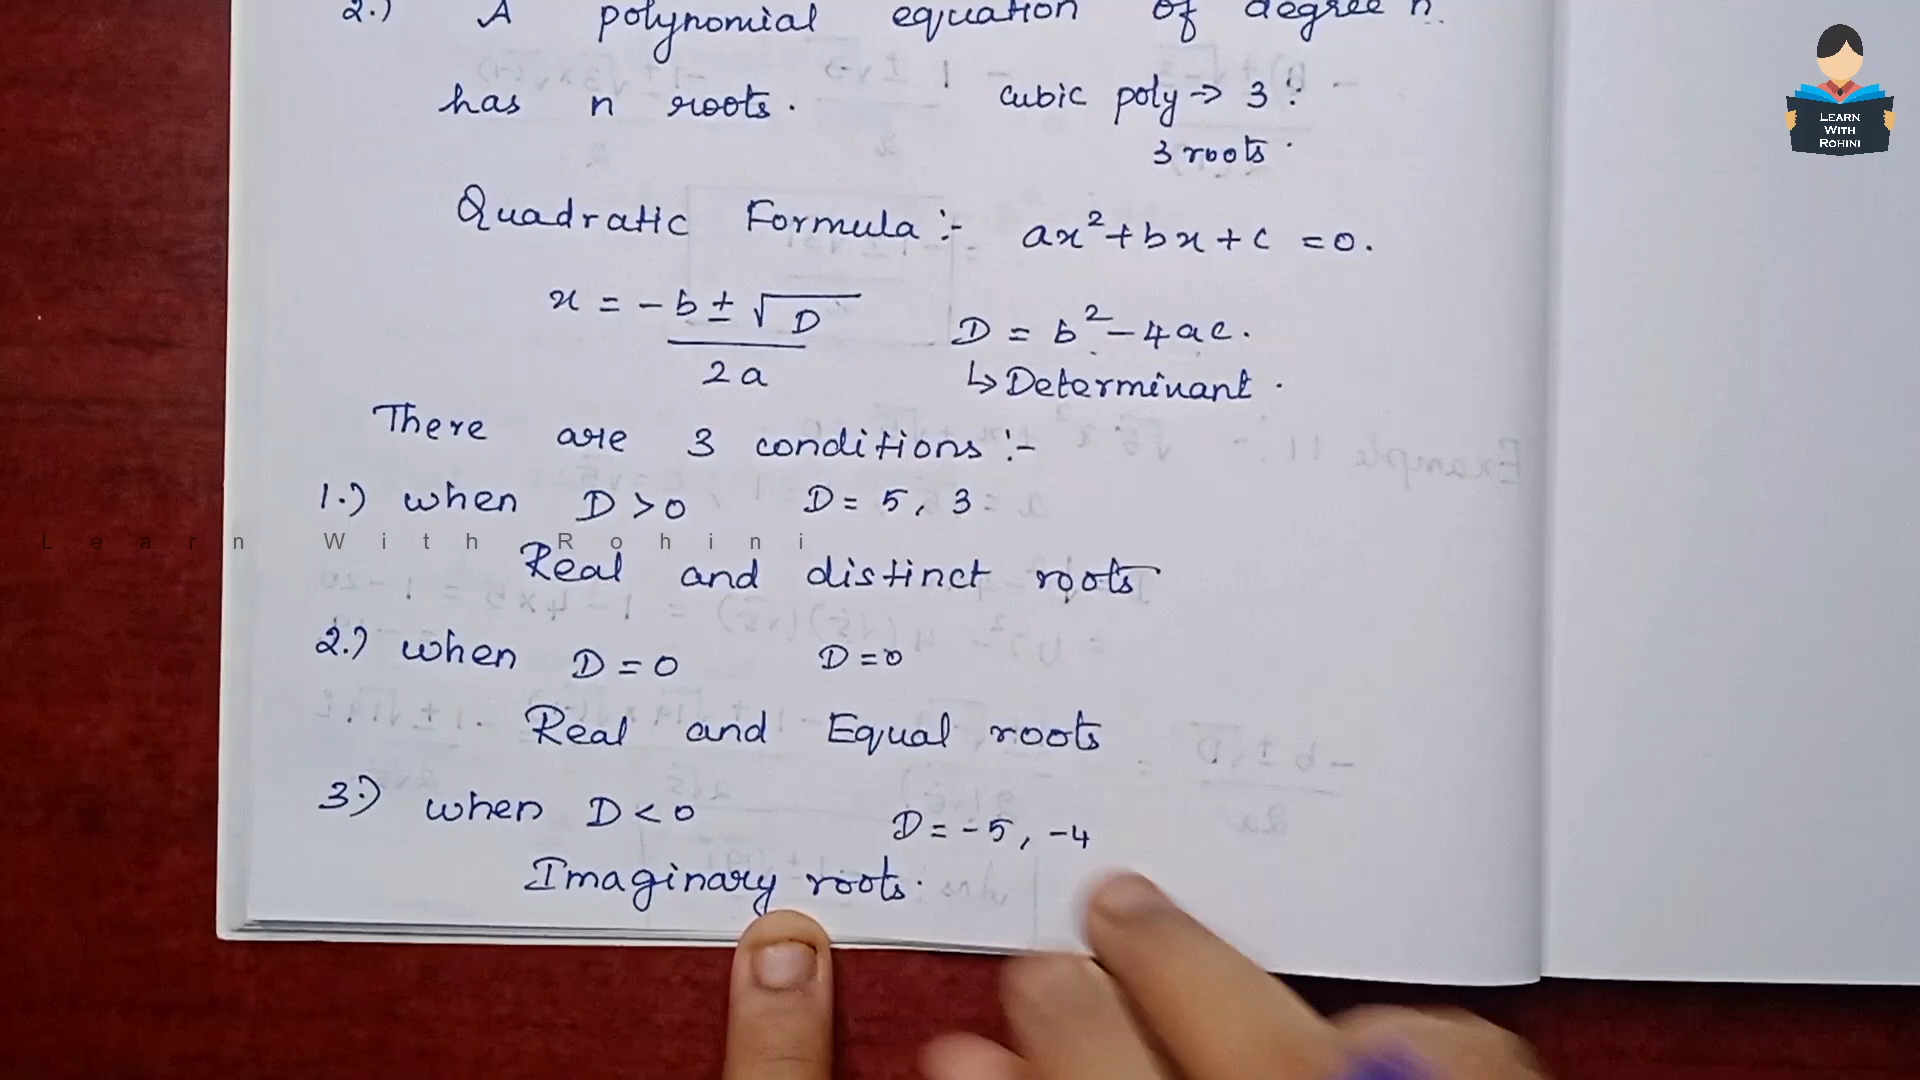 2.) A polynomial equation of degree n.
has n roots. cubic poly → 3 :
3 roots.
Quadratic Formula :- ax²+bx+c =0.
x = -b ± √D / 2a D = b²-4ac.
↳ Determinant.
There are 3 conditions :-
1.) when D>0 D= 5, 3
Real and distinct roots
2.) when D=0 D=0
Real and Equal roots
3.) when D<0 D=-5, -4
Imaginary roots.
Learn With Rohini
LEARN
WITH
ROHINI